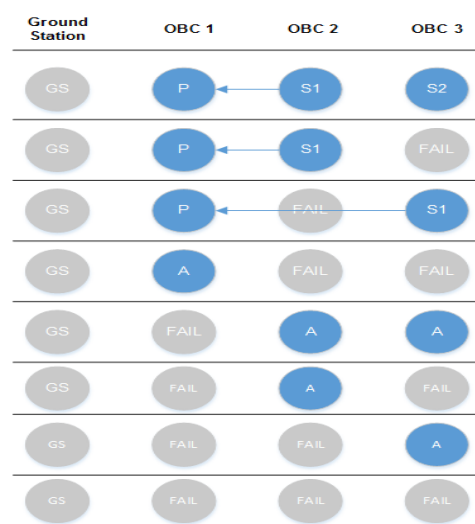 Ground
Station OBC 1 OBC 2 OBC 3
GS P S1 S2
GS P S1 FAIL
GS P FAIL S1
GS A FAIL FAIL
GS FAIL A A
GS FAIL A FAIL
GS FAIL FAIL A
GS FAIL FAIL FAIL